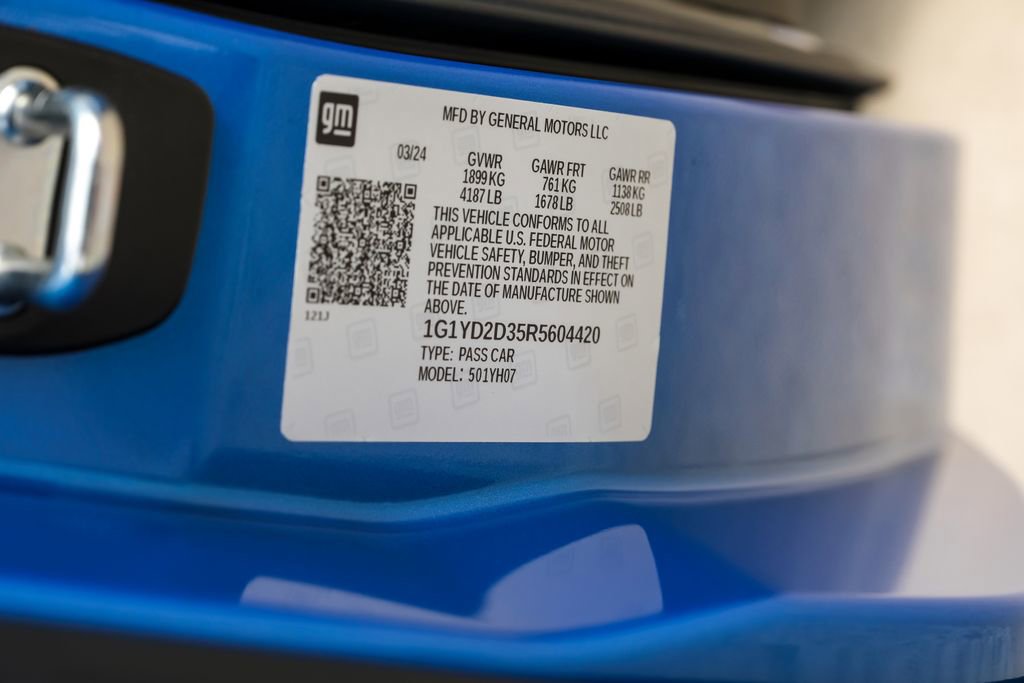 gm
MFD BY GENERAL MOTORS LLC
03/24
GVWR GAWR FRT GAWR RR
1899 KG 761 KG 1138 KG
4187 LB 1678 LB 2508 LB
THIS VEHICLE CONFORMS TO ALL
APPLICABLE U.S. FEDERAL MOTOR
VEHICLE SAFETY, BUMPER, AND THEFT
PREVENTION STANDARDS IN EFFECT ON
THE DATE OF MANUFACTURE SHOWN
ABOVE.
121J
1G1YD2D35R5604420
TYPE: PASS CAR
MODEL: 501YH07